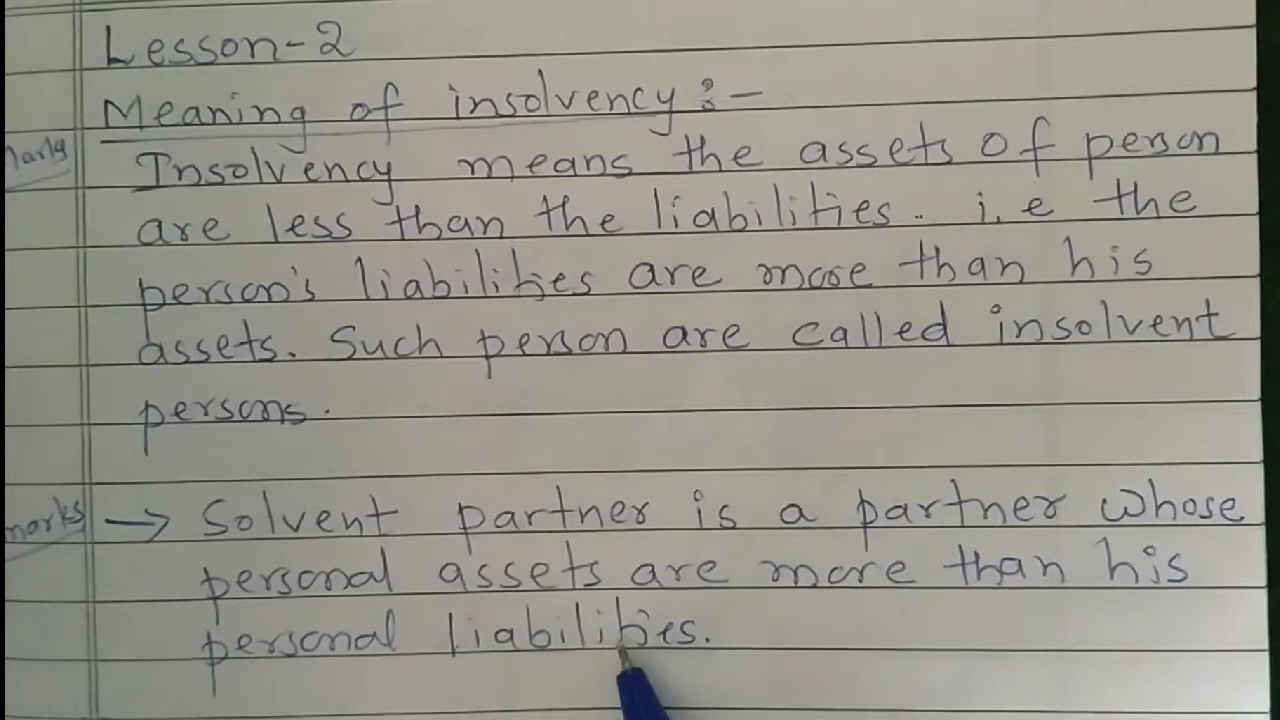 Lesson-2
Meaning of insolvency :-
Insolvency means the assets of person
are less than the liabilities. i.e the
person's liabilities are more than his
assets. Such person are called insolvent
persons.
marks → Solvent partner is a partner whose
personal assets are more than his
personal liabilities.